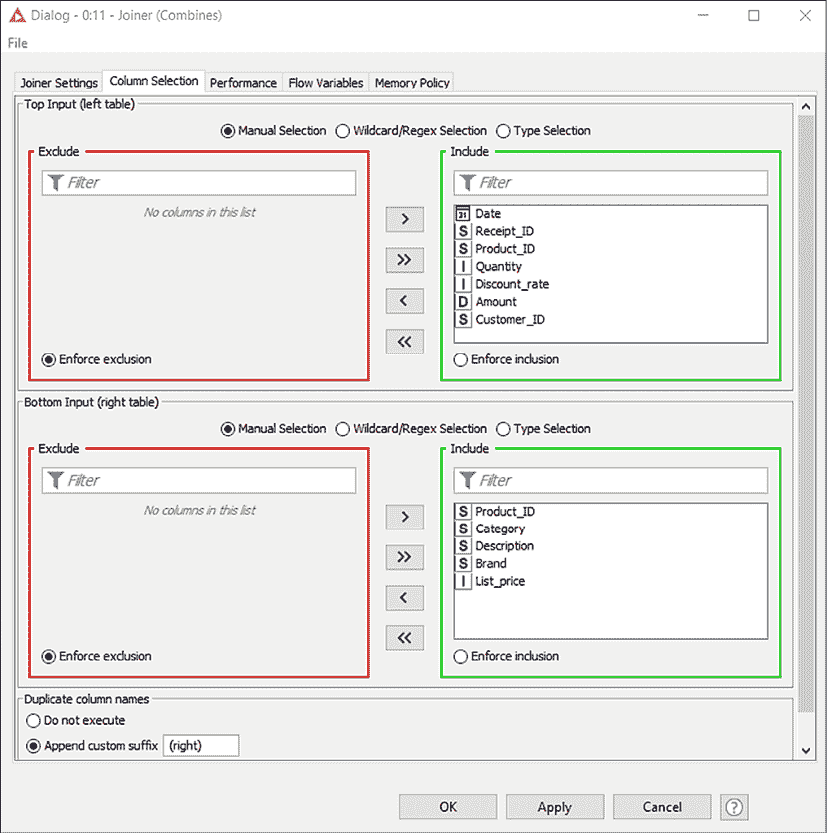 Dialog - 0:11 - Joiner (Combines)
File
Joiner Settings Column Selection Performance Flow Variables Memory Policy
Top Input (left table)
Manual Selection Wildcard/Regex Selection Type Selection
Exclude Include
Filter Filter
No columns in this list
31 Date
S Receipt_ID
S Product_ID
I Quantity
I Discount_rate
D Amount
S Customer_ID
> 
>>
<
<<
Enforce exclusion Enforce inclusion
Bottom Input (right table)
Manual Selection Wildcard/Regex Selection Type Selection
Exclude Include
Filter Filter
No columns in this list
S Product_ID
S Category
S Description
S Brand
I List_price
>
>>
<
<<
Enforce exclusion Enforce inclusion
Duplicate column names
Do not execute
Append custom suffix (right)
OK Apply Cancel ?